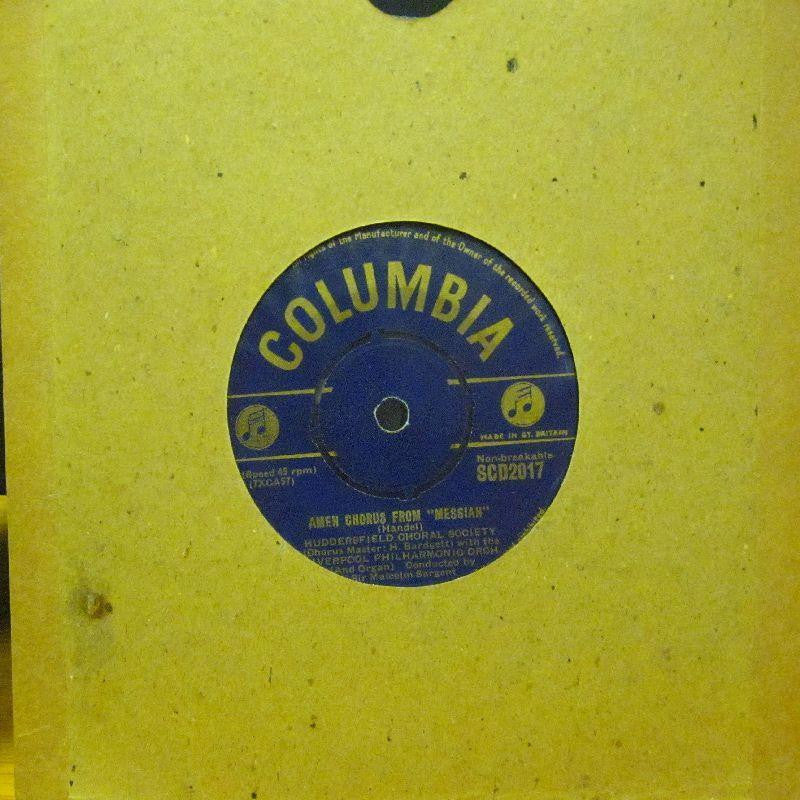 of the Manufacturer and of the Owner of the recorded work reserved.
COLUMBIA
MADE IN GT. BRITAIN
Non-breakable
SCD2017
(Speed 45 rpm)
(7XCA57)
AMEN CHORUS FROM "MESSIAH"
(Handel)
HUDDERSFIELD CHORAL SOCIETY
(Chorus Master: H. Bardgett) with the
LIVERPOOL PHILHARMONIC ORCH.
(And Organ) Conducted by
Sir Malcolm Sargent